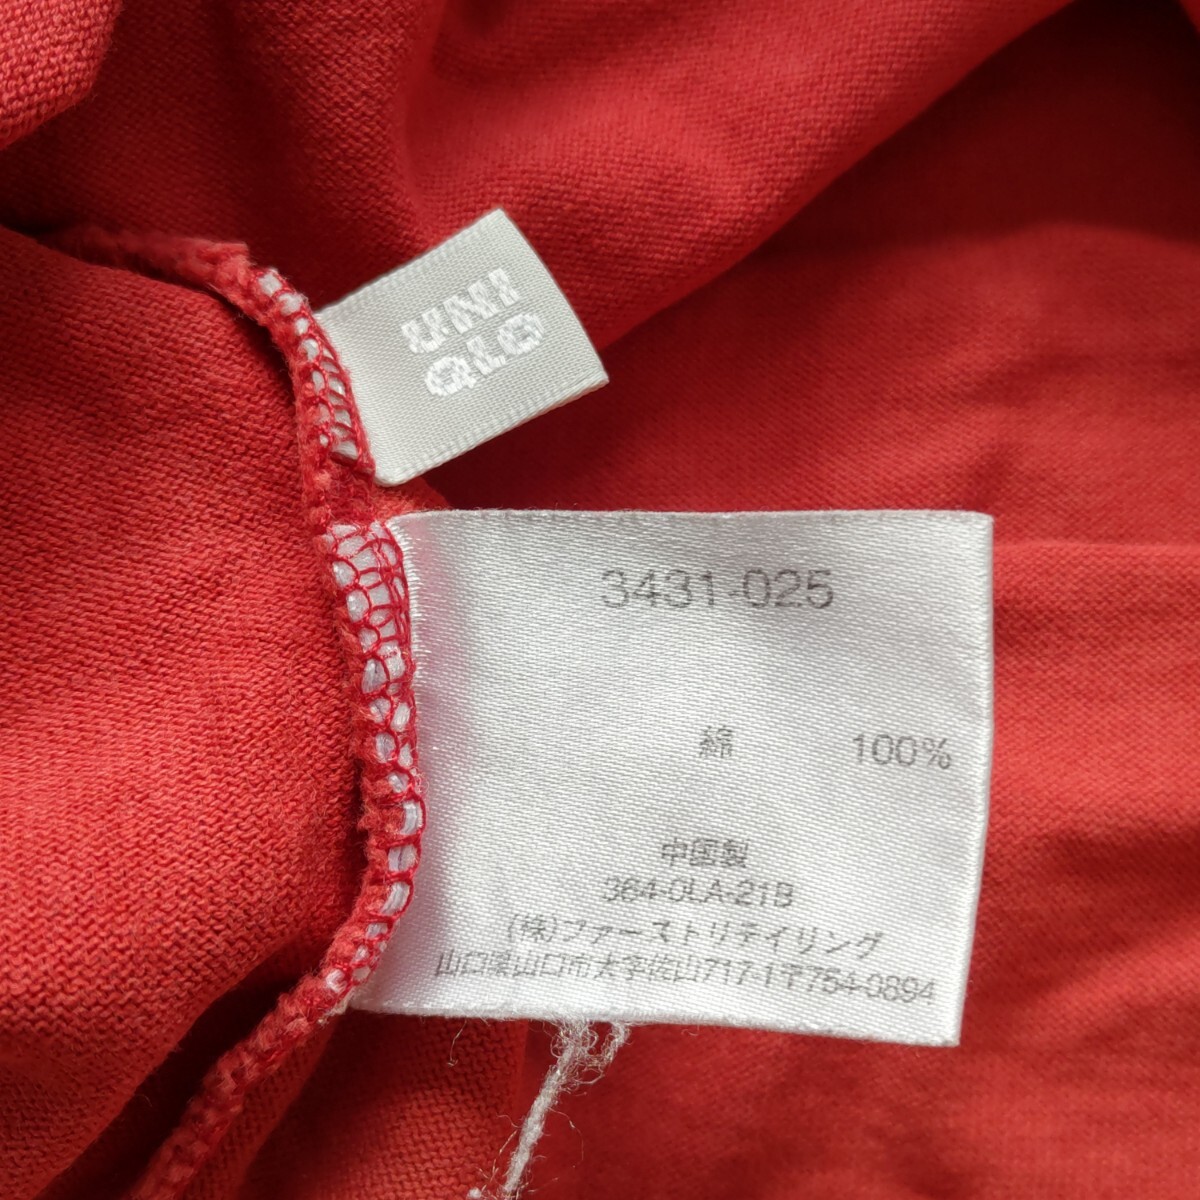 UNI
QLO
3431-025
綿 100%
中国製
364-0LA-21B
(株)ファーストリテイリング
山口県山口市大字佐山717-1〒754-0894